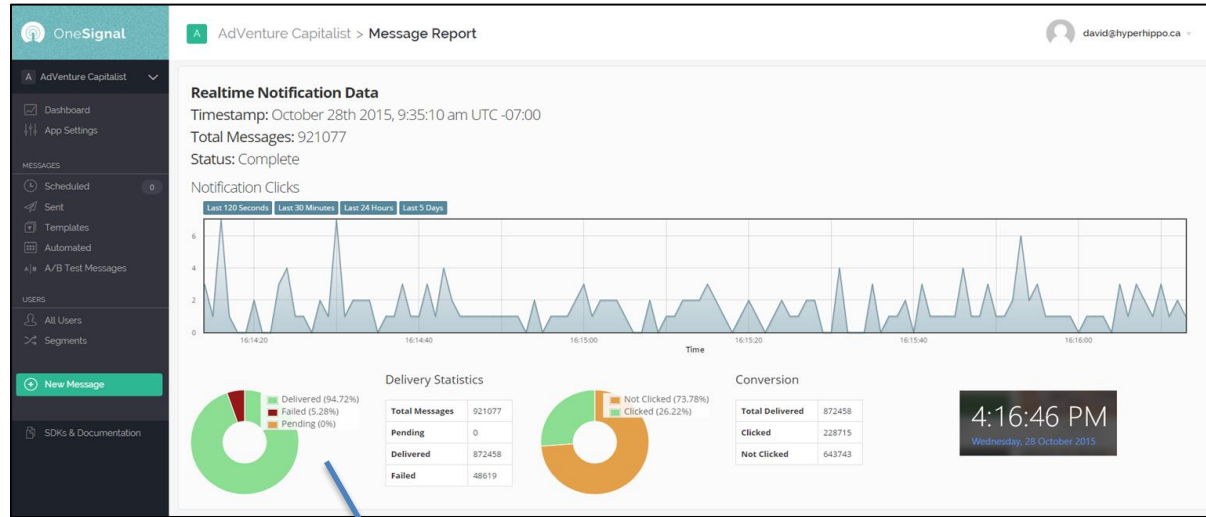 OneSignal
A AdVenture Capitalist > Message Report
david@hyperhippo.ca
A AdVenture Capitalist
Dashboard
App Settings
MESSAGES
Scheduled 0
Sent
Templates
Automated
A|B A/B Test Messages
USERS
All Users
Segments
New Message
SDKs & Documentation
Realtime Notification Data
Timestamp: October 28th 2015, 9:35:10 am UTC -07:00
Total Messages: 921077
Status: Complete
Notification Clicks
Last 120 Seconds Last 30 Minutes Last 24 Hours Last 5 Days
6
4
2
0
16:14:20 16:14:40 16:15:00 16:15:20 16:15:40 16:16:00
Time
Delivered (94.72%)
Failed (5.28%)
Pending (0%)
Delivery Statistics
Total Messages 921077
Pending 0
Delivered 872458
Failed 48619
Not Clicked (73.78%)
Clicked (26.22%)
Conversion
Total Delivered 872458
Clicked 228715
Not Clicked 643743
4:16:46 PM
Wednesday, 28 October 2015